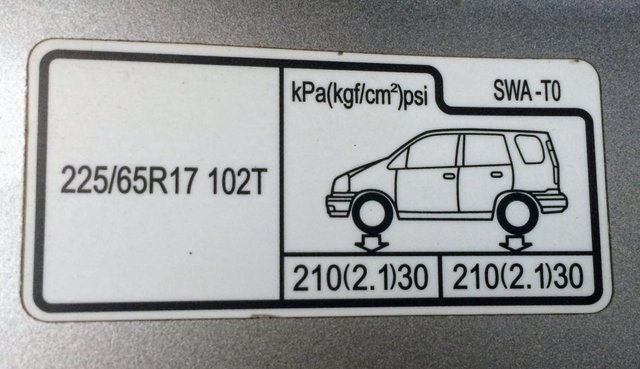 kPa(kgf/cm²)psi
SWA-T0
225/65R17 102T
210(2.1)30
210(2.1)30